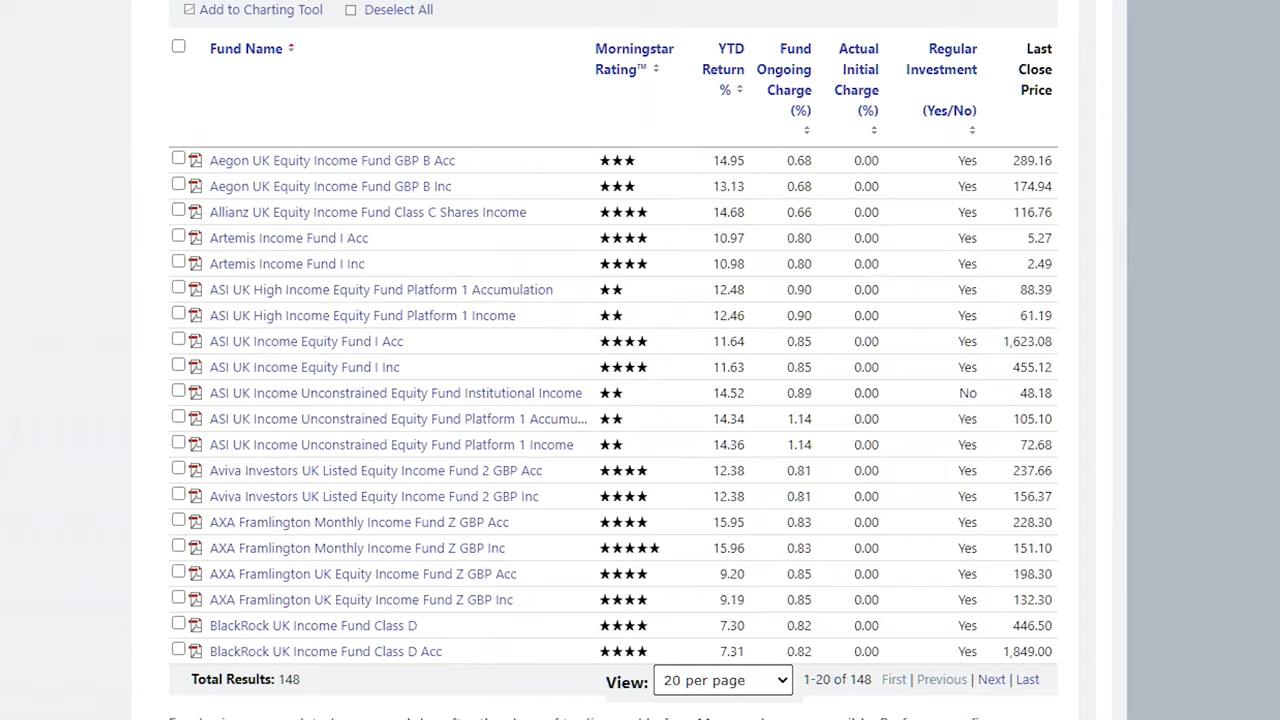 Add to Charting Tool Deselect All
Fund Name Morningstar Rating™ YTD Return % Fund Ongoing Charge (%) Actual Initial Charge (%) Regular Investment (Yes/No) Last Close Price
Aegon UK Equity Income Fund GBP B Acc ★★★ 14.95 0.68 0.00 Yes 289.16
Aegon UK Equity Income Fund GBP B Inc ★★★ 13.13 0.68 0.00 Yes 174.94
Allianz UK Equity Income Fund Class C Shares Income ★★★★ 14.68 0.66 0.00 Yes 116.76
Artemis Income Fund I Acc ★★★★ 10.97 0.80 0.00 Yes 5.27
Artemis Income Fund I Inc ★★★★ 10.98 0.80 0.00 Yes 2.49
ASI UK High Income Equity Fund Platform 1 Accumulation ★★ 12.48 0.90 0.00 Yes 88.39
ASI UK High Income Equity Fund Platform 1 Income ★★ 12.46 0.90 0.00 Yes 61.19
ASI UK Income Equity Fund I Acc ★★★★ 11.64 0.85 0.00 Yes 1,623.08
ASI UK Income Equity Fund I Inc ★★★★ 11.63 0.85 0.00 Yes 455.12
ASI UK Income Unconstrained Equity Fund Institutional Income ★★ 14.52 0.89 0.00 No 48.18
ASI UK Income Unconstrained Equity Fund Platform 1 Accumu... ★★ 14.34 1.14 0.00 Yes 105.10
ASI UK Income Unconstrained Equity Fund Platform 1 Income ★★ 14.36 1.14 0.00 Yes 72.68
Aviva Investors UK Listed Equity Income Fund 2 GBP Acc ★★★★ 12.38 0.81 0.00 Yes 237.66
Aviva Investors UK Listed Equity Income Fund 2 GBP Inc ★★★★ 12.38 0.81 0.00 Yes 156.37
AXA Framlington Monthly Income Fund Z GBP Acc ★★★★ 15.95 0.83 0.00 Yes 228.30
AXA Framlington Monthly Income Fund Z GBP Inc ★★★★★ 15.96 0.83 0.00 Yes 151.10
AXA Framlington UK Equity Income Fund Z GBP Acc ★★★★ 9.20 0.85 0.00 Yes 198.30
AXA Framlington UK Equity Income Fund Z GBP Inc ★★★★ 9.19 0.85 0.00 Yes 132.30
BlackRock UK Income Fund Class D ★★★★ 7.30 0.82 0.00 Yes 446.50
BlackRock UK Income Fund Class D Acc ★★★★ 7.31 0.82 0.00 Yes 1,849.00
Total Results: 148 View: 20 per page 1-20 of 148 First | Previous | Next | Last